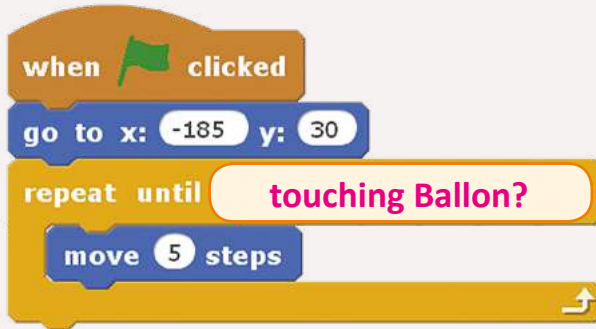 when clicked
go to x: -185 y: 30
repeat until touching Ballon?
move 5 steps